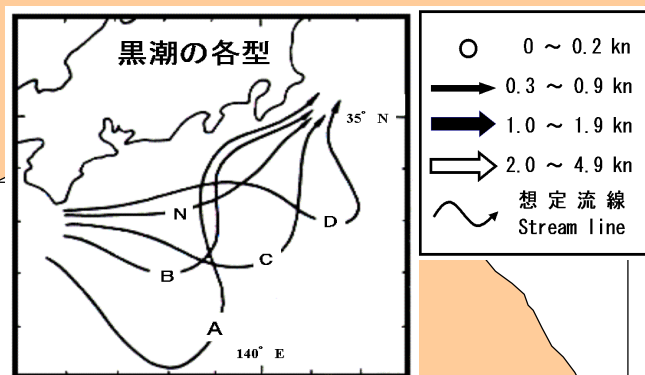 黒潮の各型
35° N
N
D
C
B
A
140° E
0 ～ 0.2 kn
0.3 ～ 0.9 kn
1.0 ～ 1.9 kn
2.0 ～ 4.9 kn
想定流線
Stream line